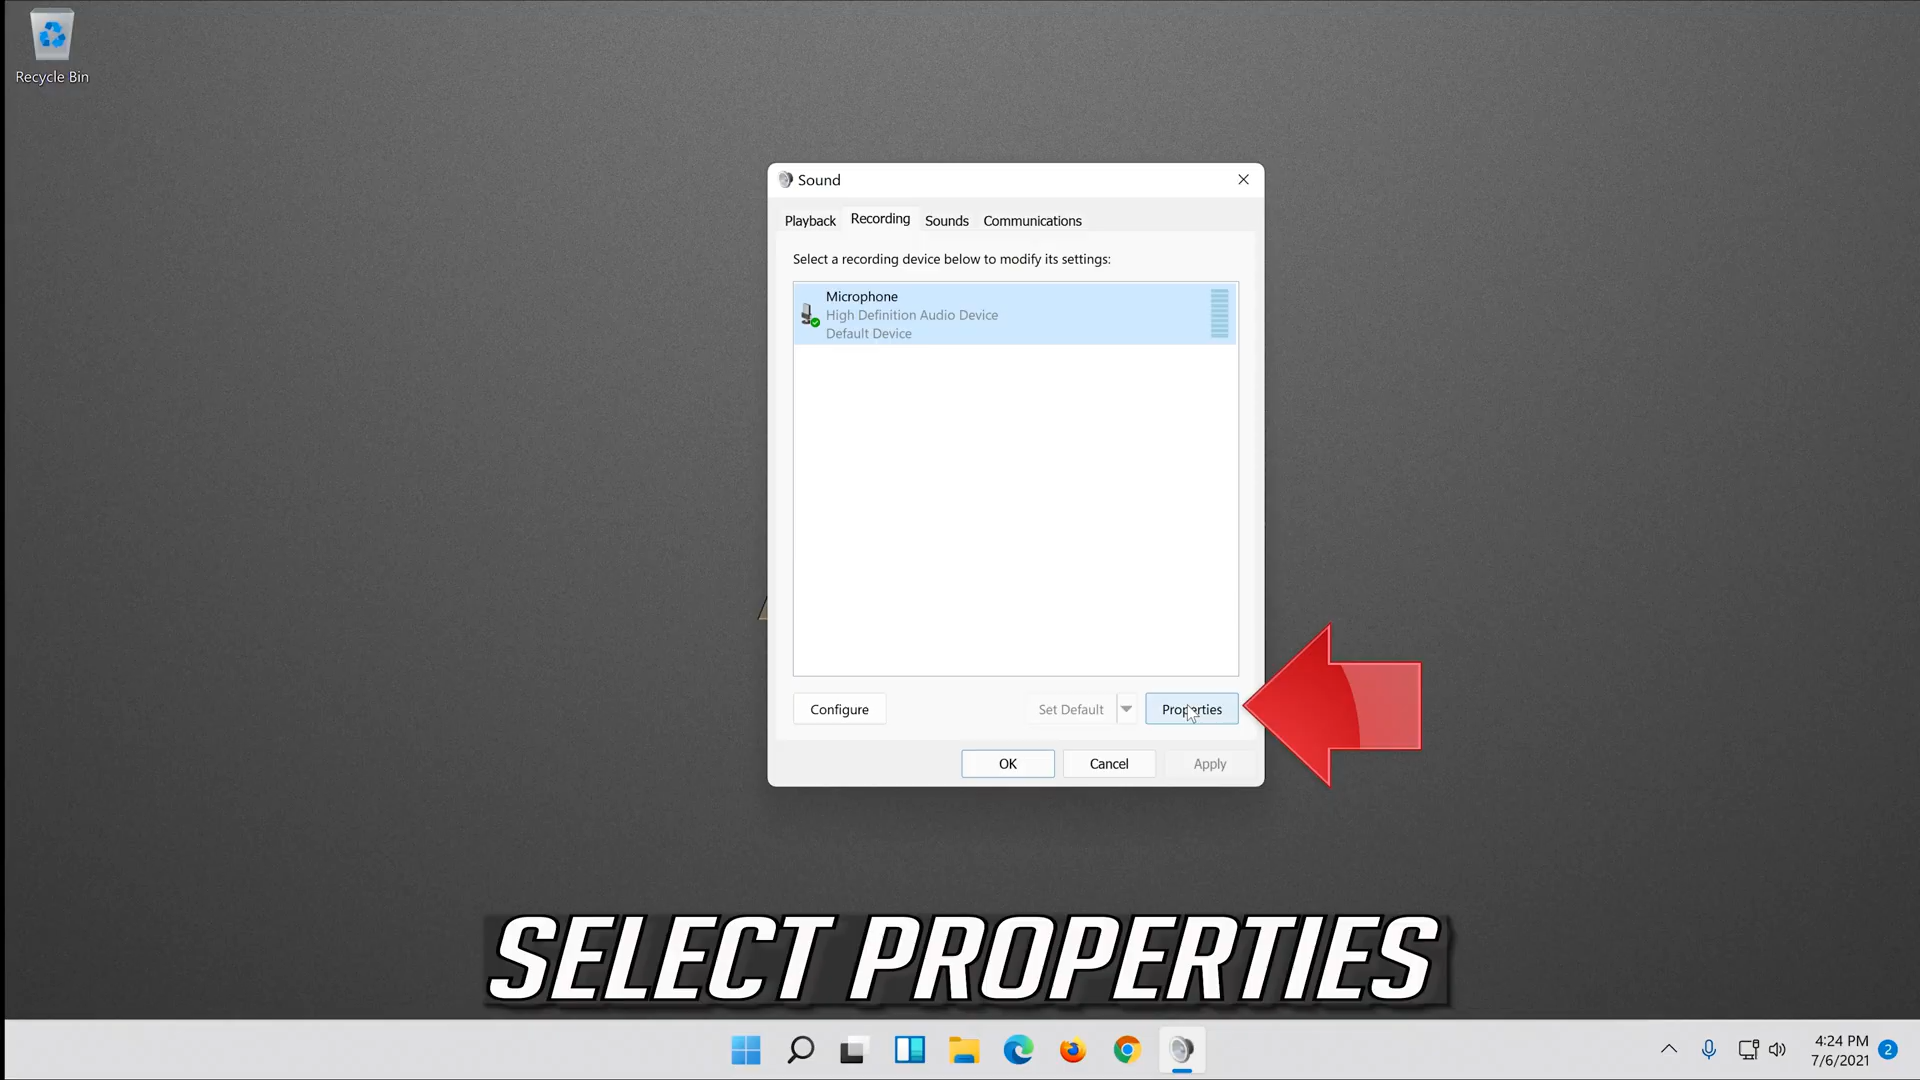 Recycle Bin
Sound
Playback Recording Sounds Communications
Select a recording device below to modify its settings:
Microphone
High Definition Audio Device
Default Device
Configure Set Default Properties
OK Cancel Apply
SELECT PROPERTIES
4:24 PM
7/6/2021
2